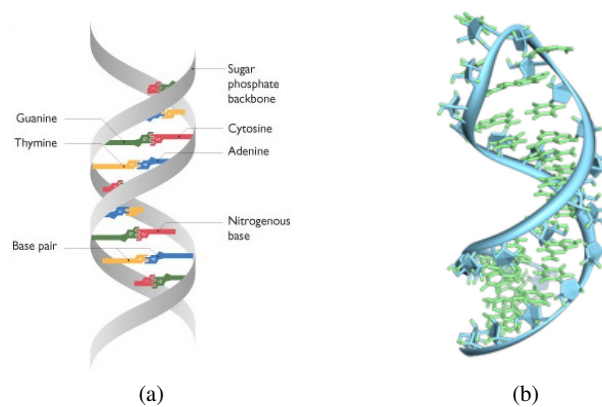 Sugar
phosphate
backbone
Guanine
Cytosine
Thymine
Adenine
Nitrogenous
base
Base pair
(a)
(b)